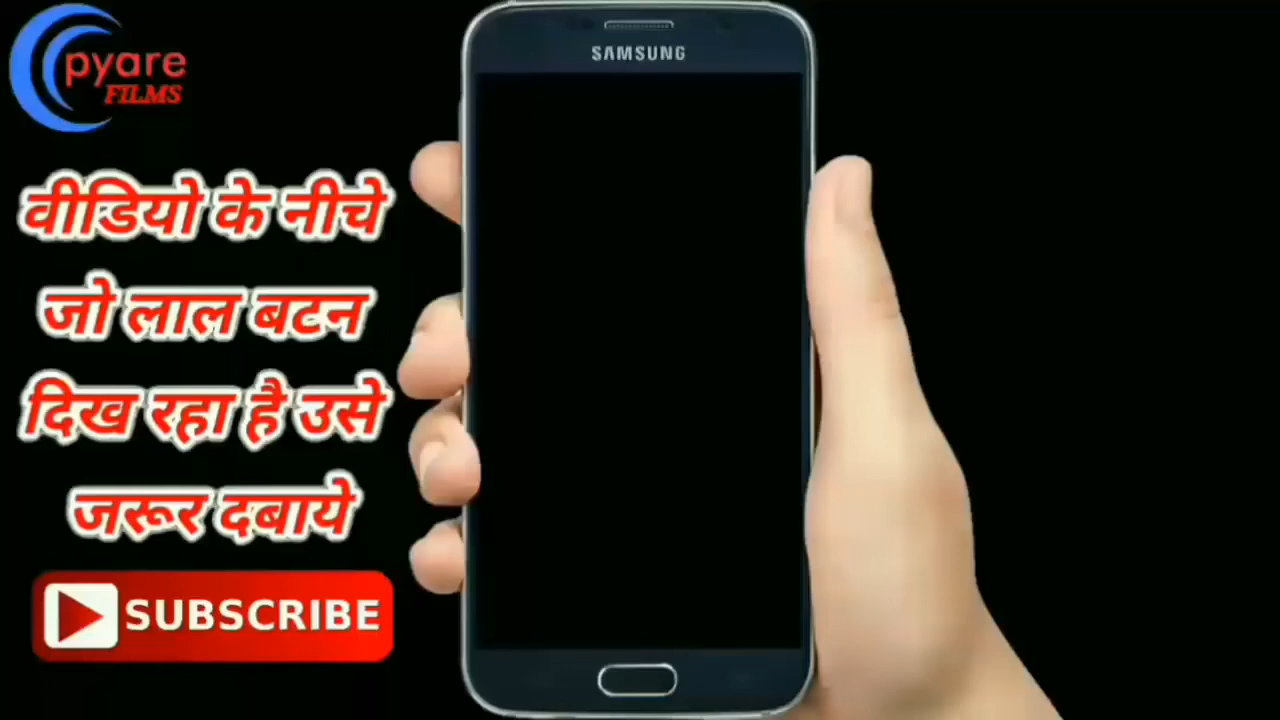 pyare
FILMS
SAMSUNG
वीडियो के नीचे
जो लाल बटन
दिख रहा है उसे
जरूर दबाये
SUBSCRIBE